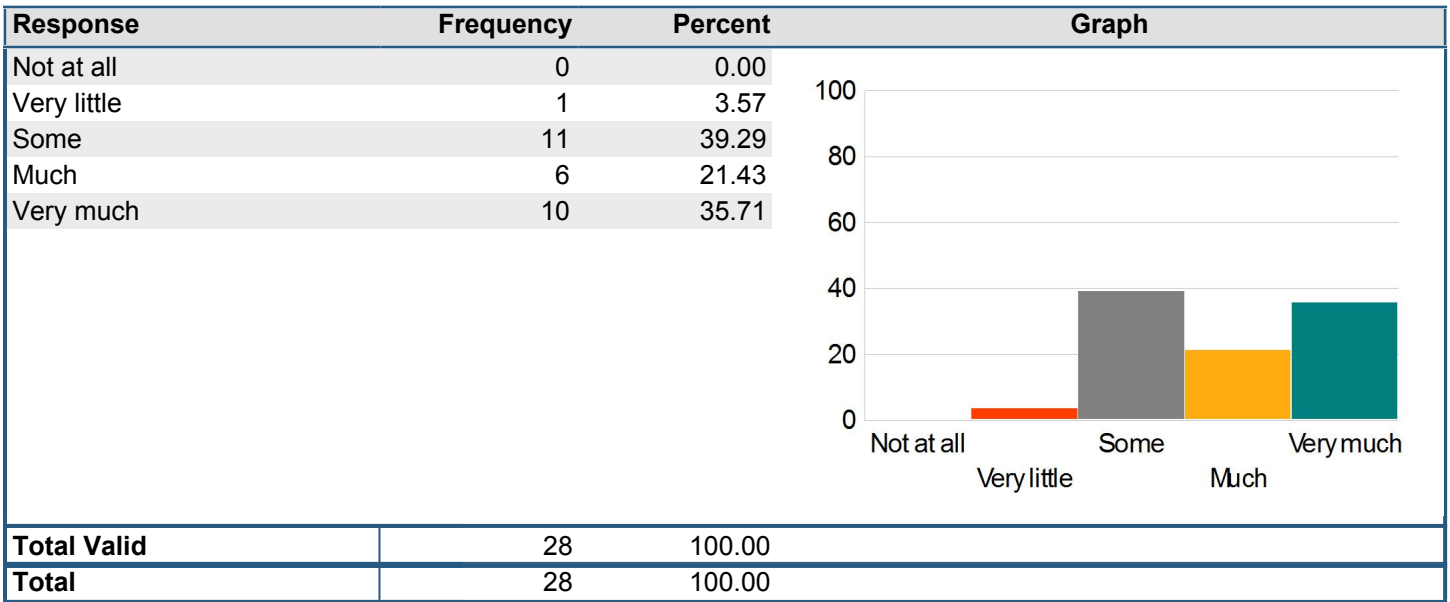 Response Frequency Percent Graph
Not at all 0 0.00
Very little 1 3.57
Some 11 39.29
Much 6 21.43
Very much 10 35.71
100
80
60
40
20
0
Not at all Some Very much
Very little Much
Total Valid 28 100.00
Total 28 100.00